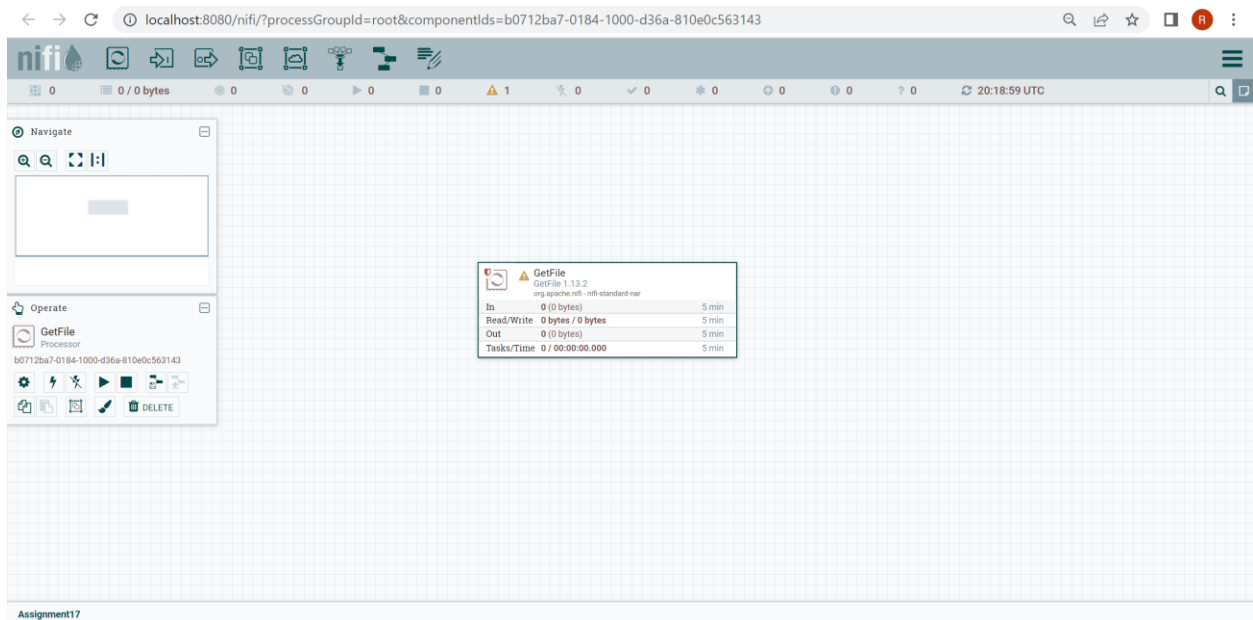 localhost:8080/nifi/?processGroupId=root&componentIds=b0712ba7-0184-1000-d36a-810e0c563143
R
nifi
0 0 / 0 bytes 0 0 0 0 1 0 0 0 0 0 ? 0 20:18:59 UTC
Navigate
GetFile
GetFile 1.13.2
org.apache.nifi - nifi-standard-nar
In 0 (0 bytes) 5 min
Read/Write 0 bytes / 0 bytes 5 min
Out 0 (0 bytes) 5 min
Tasks/Time 0 / 00:00:00.000 5 min
Operate
GetFile
Processor
b0712ba7-0184-1000-d36a-810e0c563143
DELETE
Assignment17